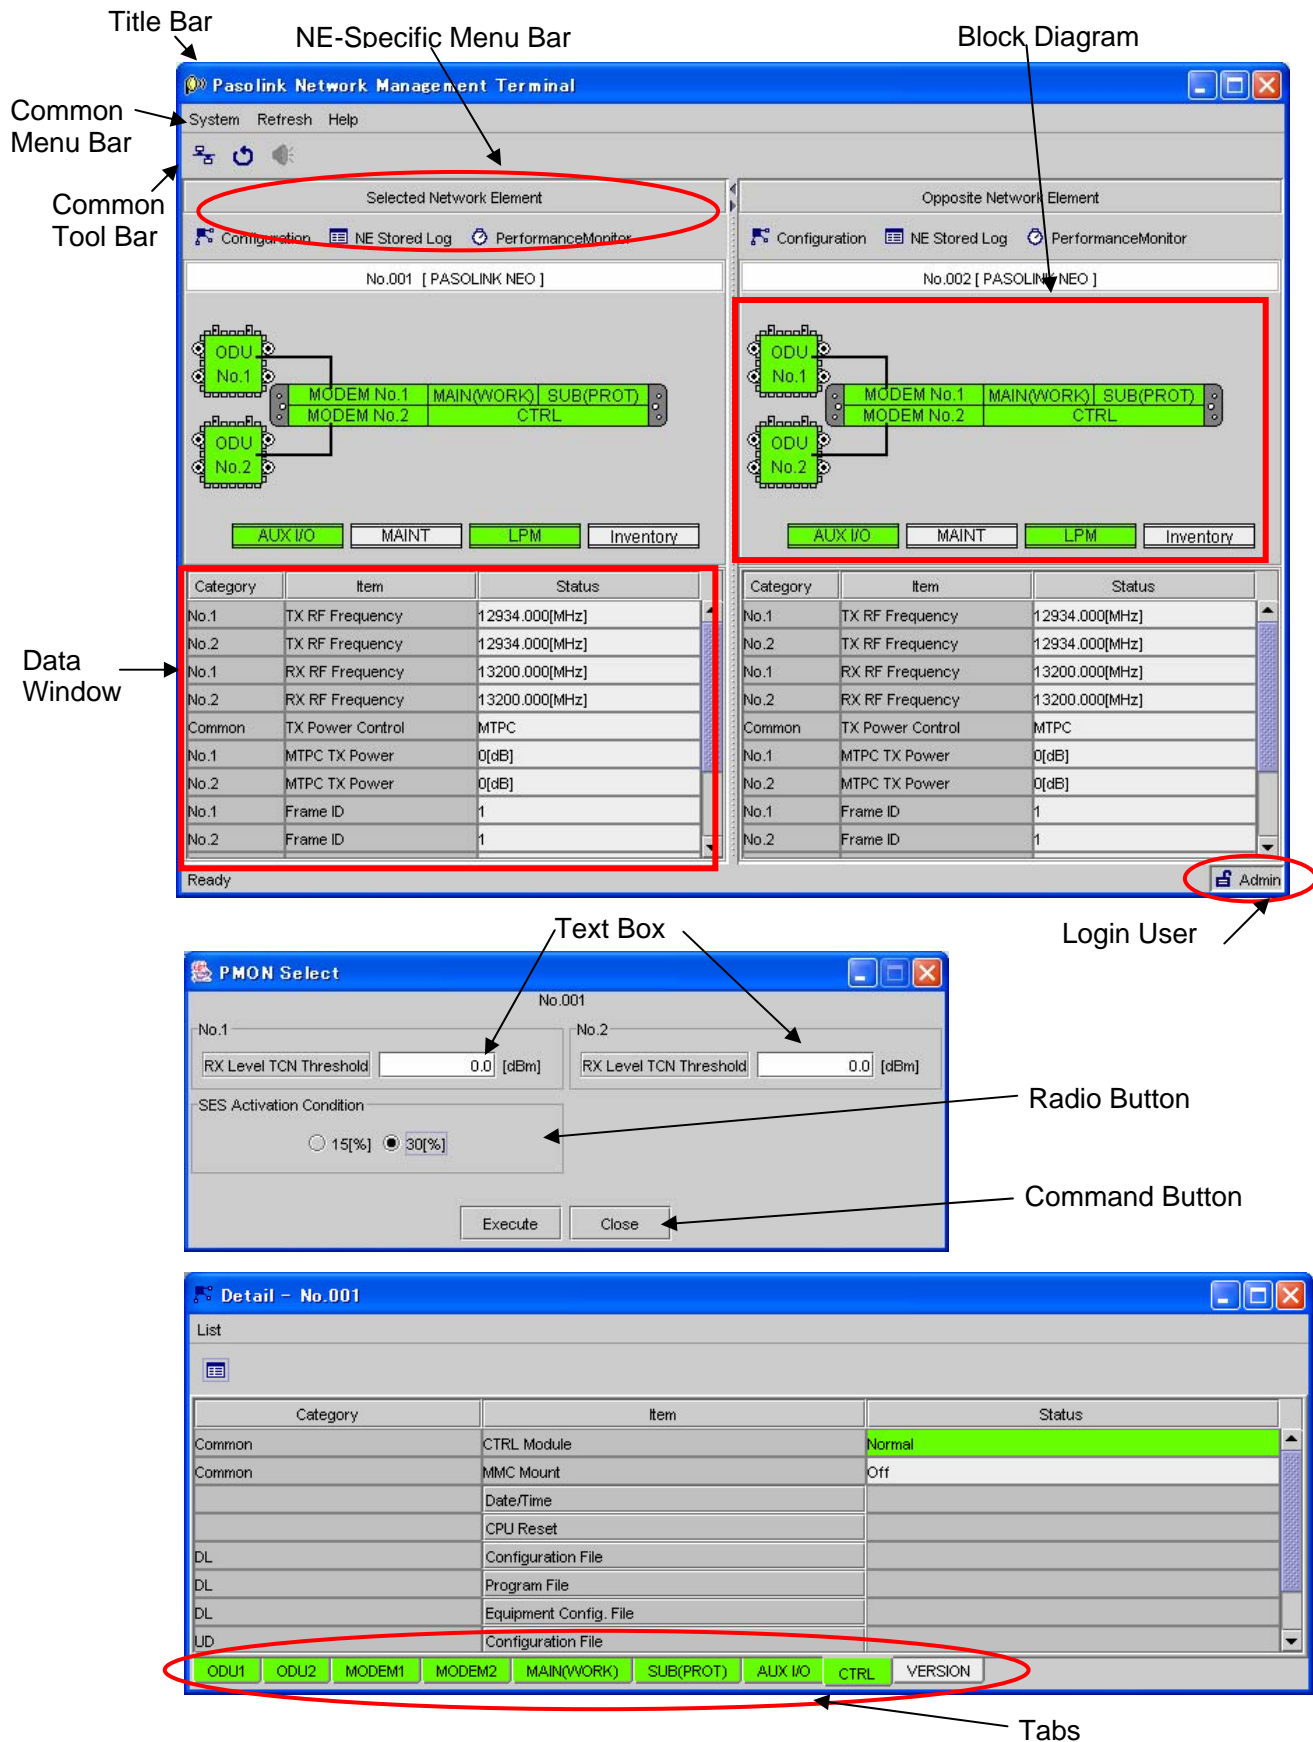 Title Bar
NE-Specific Menu Bar
Block Diagram
Pasolink Network Management Terminal
Common
Menu Bar
System Refresh Help
Common
Tool Bar
Selected Network Element
Opposite Network Element
Configuration NE Stored Log PerformanceMonitor
Configuration NE Stored Log PerformanceMonitor
No.001 [ PASOLINK NEO ]
No.002 [ PASOLINK NEO ]
ODU
No.1
MODEM No.1 MAIN(WORK) SUB(PROT)
MODEM No.2 CTRL
ODU
No.2
ODU
No.1
MODEM No.1 MAIN(WORK) SUB(PROT)
MODEM No.2 CTRL
ODU
No.2
AUX I/O MAINT LPM Inventory
AUX I/O MAINT LPM Inventory
Data
Window
Category Item Status
No.1 TX RF Frequency 12934.000[MHz]
No.2 TX RF Frequency 12934.000[MHz]
No.1 RX RF Frequency 13200.000[MHz]
No.2 RX RF Frequency 13200.000[MHz]
Common TX Power Control MTPC
No.1 MTPC TX Power 0[dB]
No.2 MTPC TX Power 0[dB]
No.1 Frame ID 1
No.2 Frame ID 1
Category Item Status
No.1 TX RF Frequency 12934.000[MHz]
No.2 TX RF Frequency 12934.000[MHz]
No.1 RX RF Frequency 13200.000[MHz]
No.2 RX RF Frequency 13200.000[MHz]
Common TX Power Control MTPC
No.1 MTPC TX Power 0[dB]
No.2 MTPC TX Power 0[dB]
No.1 Frame ID 1
No.2 Frame ID 1
Ready
Admin
Login User
Text Box
PMON Select
No.001
No.1
RX Level TCN Threshold 0.0 [dBm]
No.2
RX Level TCN Threshold 0.0 [dBm]
SES Activation Condition
15[%] 30[%]
Radio Button
Execute Close
Command Button
Detail - No.001
List
Category Item Status
Common CTRL Module Normal
Common MMC Mount Off
Date/Time
CPU Reset
DL Configuration File
DL Program File
DL Equipment Config. File
UD Configuration File
ODU1 ODU2 MODEM1 MODEM2 MAIN(WORK) SUB(PROT) AUX I/O CTRL VERSION
Tabs